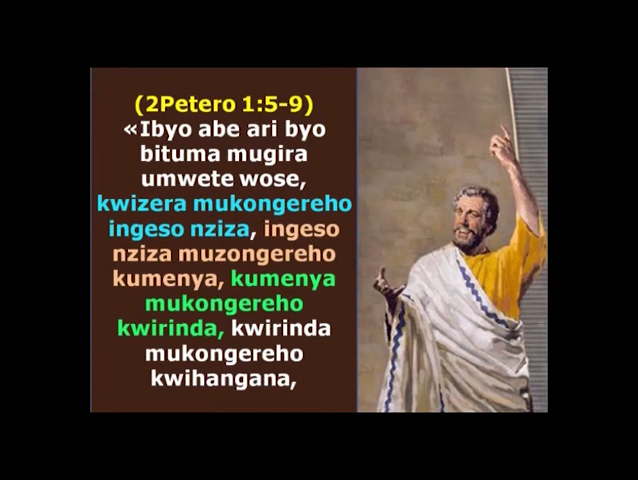 (2Petero 1:5-9)
«Ibyo abe ari byo
bituma mugira
umwete wose,
kwizera mukongereho
ingeso nziza, ingeso
nziza muzongereho
kumenya, kumenya
mukongereho
kwirinda, kwirinda
mukongereho
kwihangana,